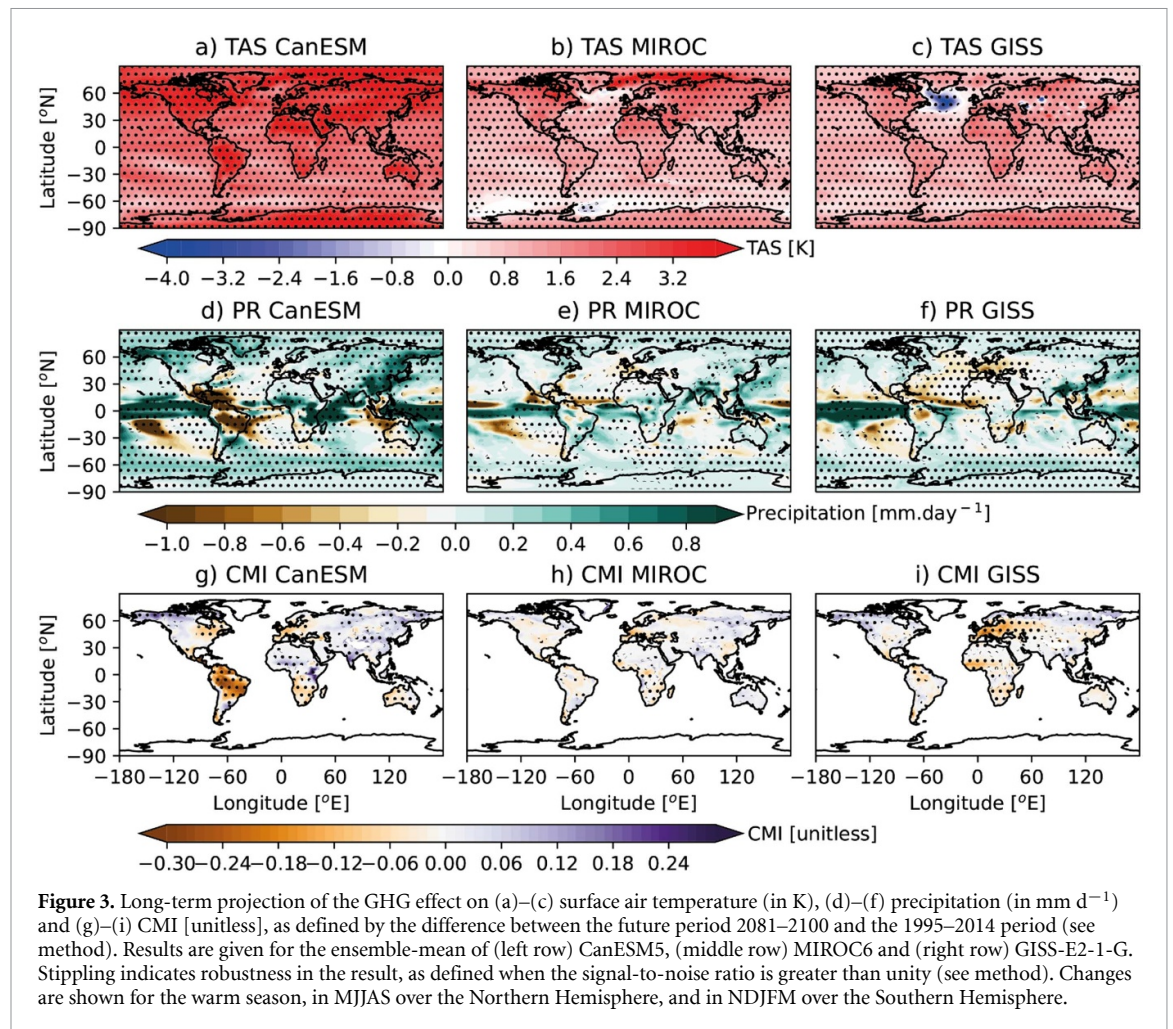 a) TAS CanESM b) TAS MIROC c) TAS GISS
Latitude [°N]
60
30
0
−30
−60
−90
TAS [K]
−4.0 −3.2 −2.4 −1.6 −0.8 0.0 0.8 1.6 2.4 3.2
d) PR CanESM e) PR MIROC f) PR GISS
Latitude [°N]
60
30
0
−30
−60
−90
Precipitation [mm.day⁻¹]
−1.0 −0.8 −0.6 −0.4 −0.2 0.0 0.2 0.4 0.6 0.8
g) CMI CanESM h) CMI MIROC i) CMI GISS
Latitude [°N]
60
30
0
−30
−60
−90
−180 −120 −60 0 60 120 −180 −120 −60 0 60 120 −180 −120 −60 0 60 120
Longitude [°E] Longitude [°E] Longitude [°E]
CMI [unitless]
−0.30 −0.24 −0.18 −0.12 −0.06 0.00 0.06 0.12 0.18 0.24
Figure 3. Long-term projection of the GHG effect on (a)–(c) surface air temperature (in K), (d)–(f) precipitation (in mm d⁻¹)
and (g)–(i) CMI [unitless], as defined by the difference between the future period 2081–2100 and the 1995–2014 period (see
method). Results are given for the ensemble-mean of (left row) CanESM5, (middle row) MIROC6 and (right row) GISS-E2-1-G.
Stippling indicates robustness in the result, as defined when the signal-to-noise ratio is greater than unity (see method). Changes
are shown for the warm season, in MJJAS over the Northern Hemisphere, and in NDJFM over the Southern Hemisphere.